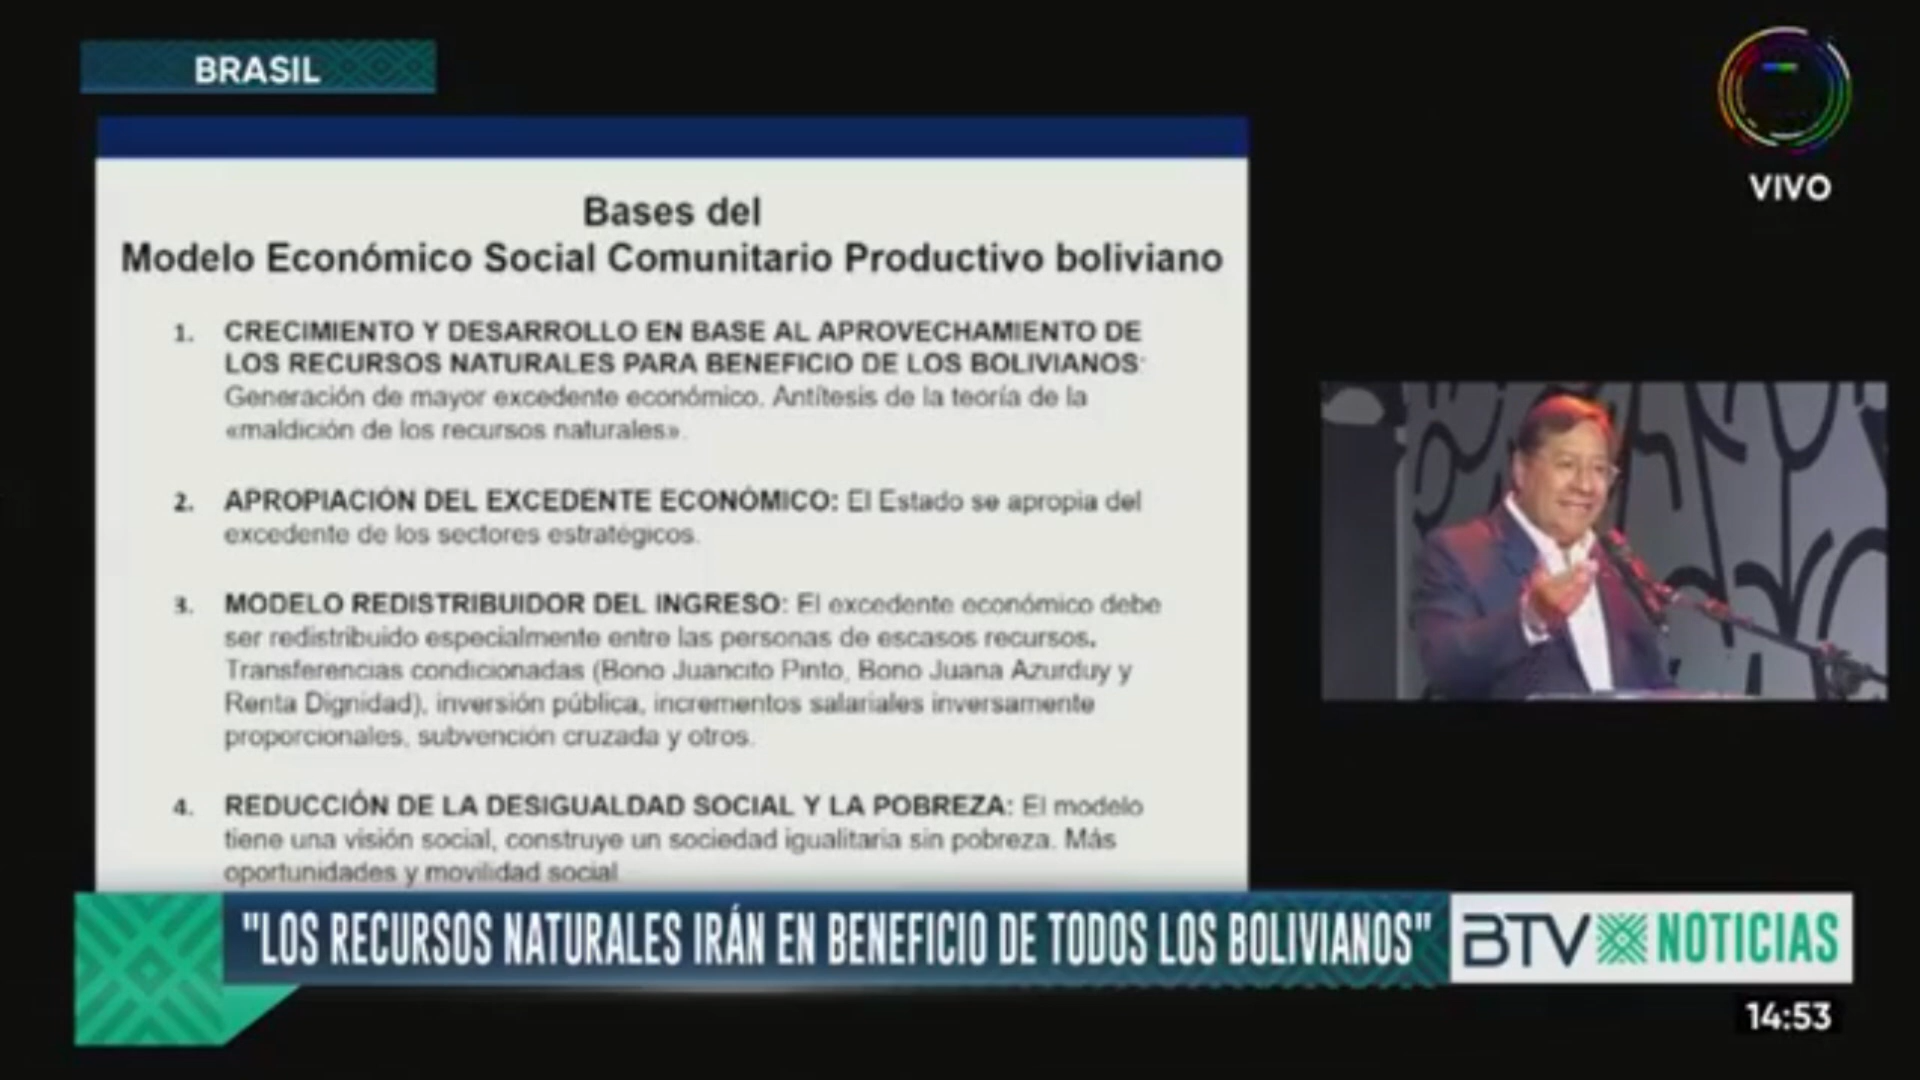 BRASIL
VIVO
Bases del
Modelo Económico Social Comunitario Productivo boliviano
1. CRECIMIENTO Y DESARROLLO EN BASE AL APROVECHAMIENTO DE
LOS RECURSOS NATURALES PARA BENEFICIO DE LOS BOLIVIANOS:
Generación de mayor excedente económico. Antítesis de la teoría de la
«maldición de los recursos naturales».
2. APROPIACIÓN DEL EXCEDENTE ECONÓMICO: El Estado se apropia del
excedente de los sectores estratégicos.
3. MODELO REDISTRIBUIDOR DEL INGRESO: El excedente económico debe
ser redistribuido especialmente entre las personas de escasos recursos.
Transferencias condicionadas (Bono Juancito Pinto, Bono Juana Azurduy y
Renta Dignidad), inversión pública, incrementos salariales inversamente
proporcionales, subvención cruzada y otros.
4. REDUCCIÓN DE LA DESIGUALDAD SOCIAL Y LA POBREZA: El modelo
tiene una visión social, construye un sociedad igualitaria sin pobreza. Más
oportunidades y movilidad social
"LOS RECURSOS NATURALES IRÁN EN BENEFICIO DE TODOS LOS BOLIVIANOS"
BTV NOTICIAS
14:53